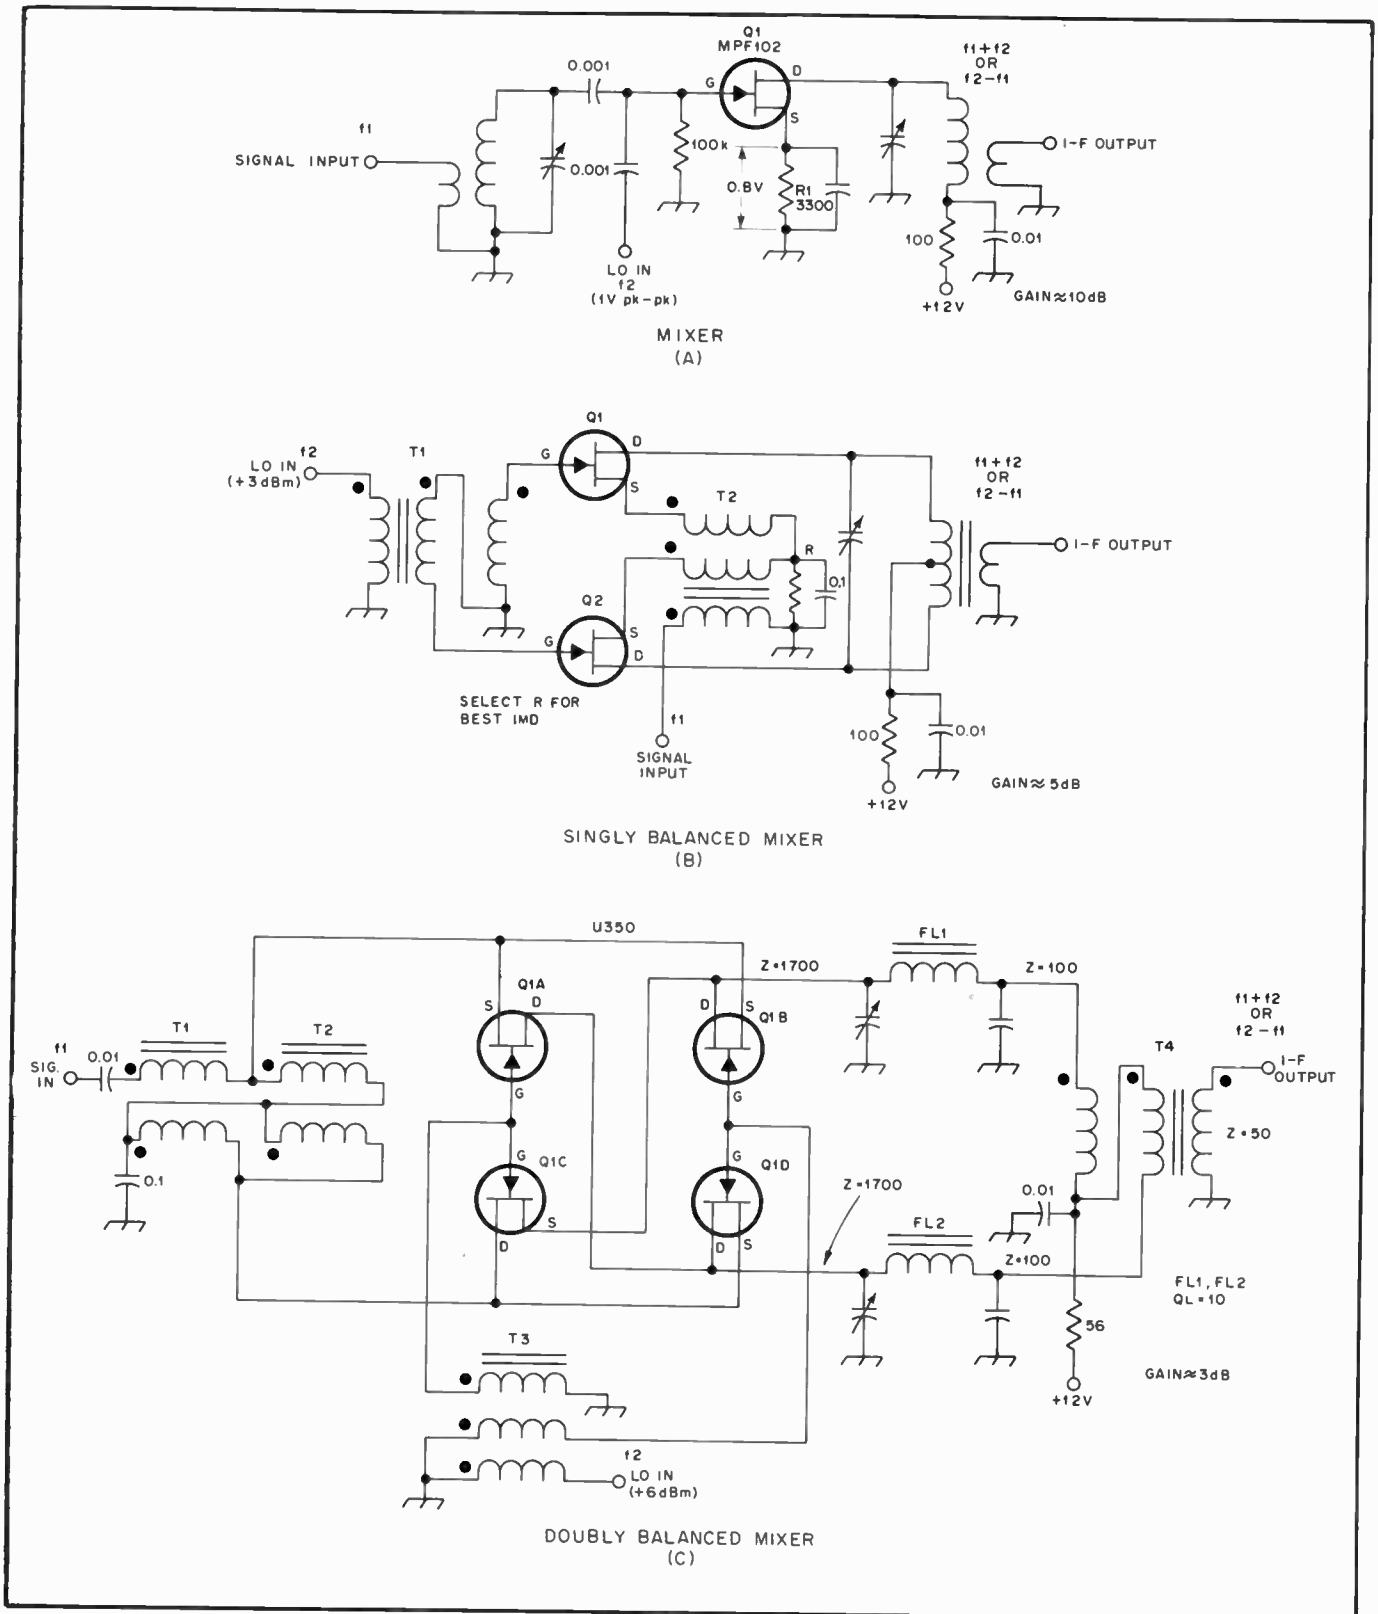 Q1
MPF102
f1+f2
OR
f2-f1
0.001
G
D
S
f1
SIGNAL INPUT
0.001
100k
0.8V
R1
3300
I-F OUTPUT
LO IN
f2
(1V pk-pk)
100
0.01
+12V
GAIN≈10dB
MIXER
(A)
Q1
f2
LO IN
(+3dBm)
T1
G
D
S
T2
f1+f2
OR
f2-f1
I-F OUTPUT
R
0.1
Q2
G
S
D
SELECT R FOR
BEST IMD
f1
SIGNAL
INPUT
100
0.01
+12V
GAIN≈5dB
SINGLY BALANCED MIXER
(B)
U350
FL1
Z=1700
Z=100
Q1A
S
D
D
S
Q1B
f1+f2
OR
f2-f1
f1
SIG.
IN
0.01
T1
T2
T4
I-F
OUTPUT
G
G
Z=50
0.1
G
Q1C
G
Q1D
Z=1700
0.01
S
D
D
S
FL2
Z=100
FL1, FL2
QL=10
56
T3
GAIN≈3dB
+12V
f2
LO IN
(+6dBm)
DOUBLY BALANCED MIXER
(C)